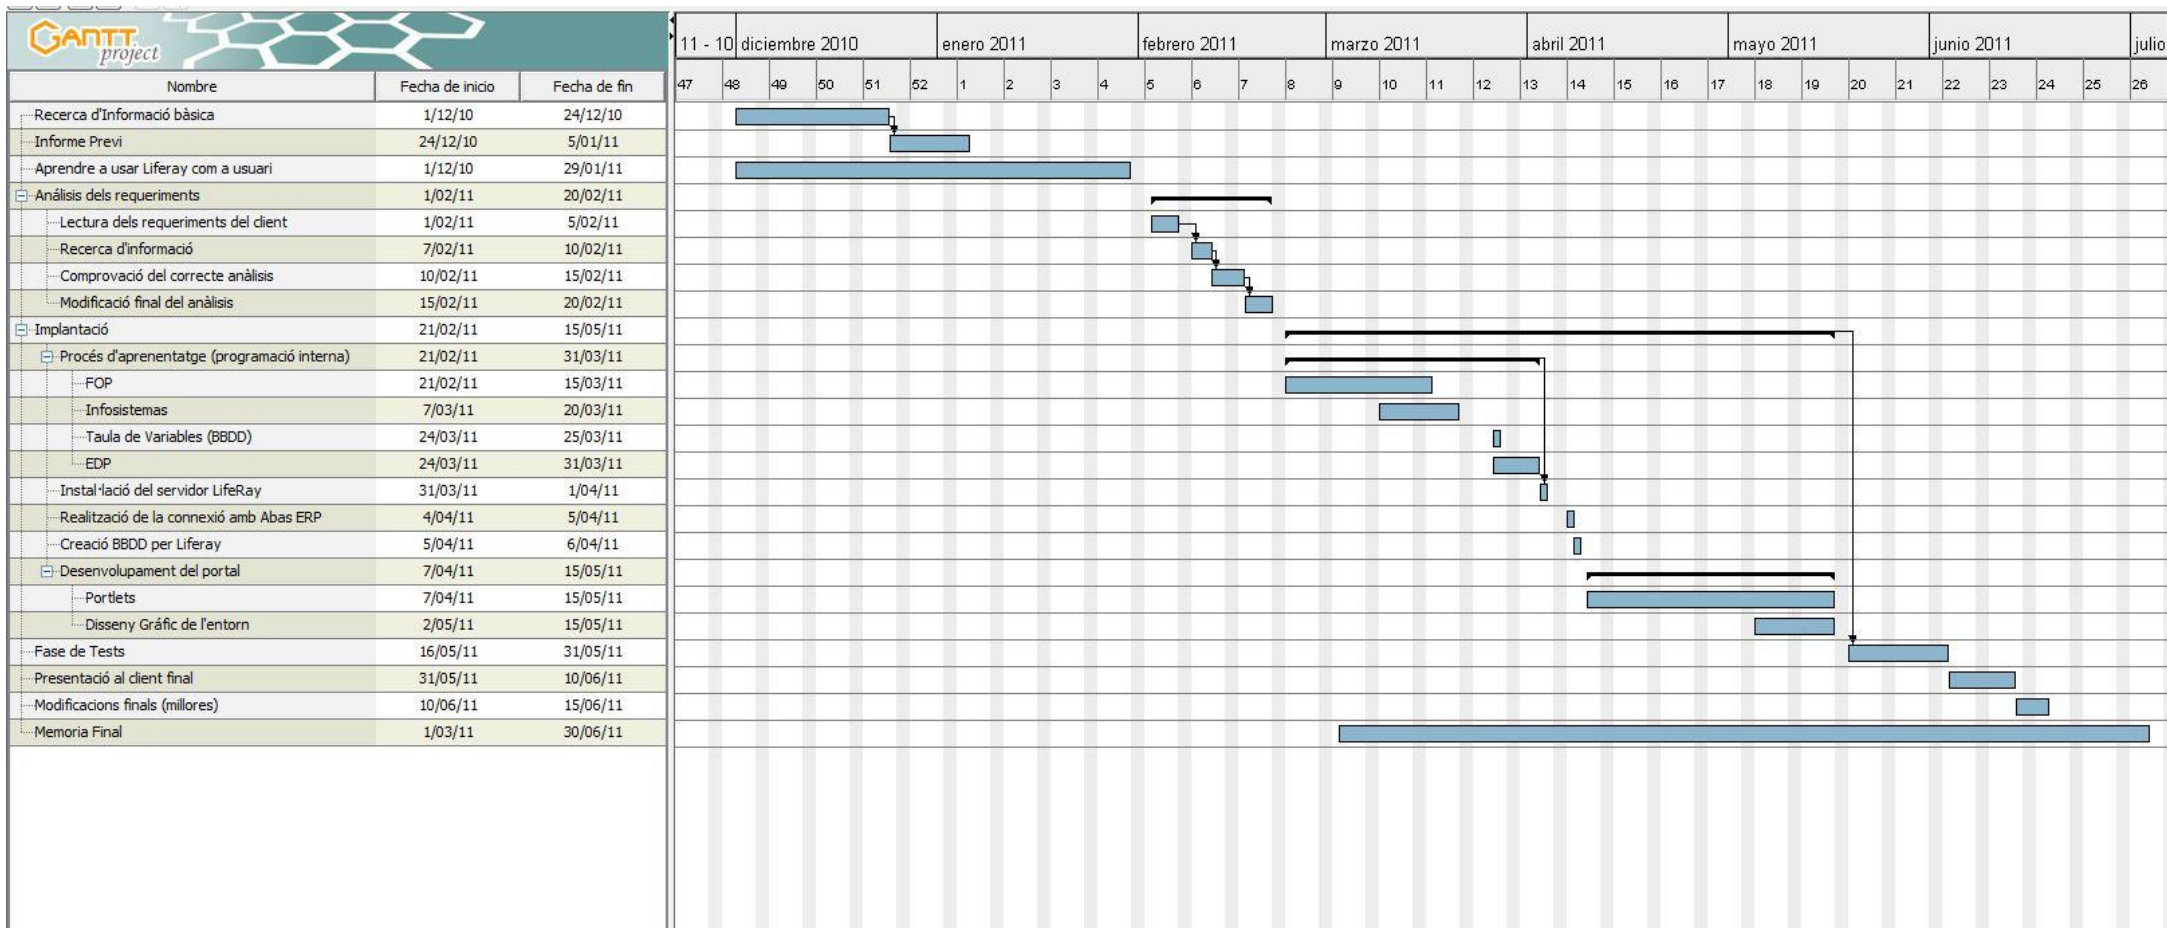 GANTT project
11 - 10 diciembre 2010 enero 2011 febrero 2011 marzo 2011 abril 2011 mayo 2011 junio 2011 julio
Nombre Fecha de inicio Fecha de fin 47 48 49 50 51 52 1 2 3 4 5 6 7 8 9 10 11 12 13 14 15 16 17 18 19 20 21 22 23 24 25 26
Recerca d'Informació bàsica 1/12/10 24/12/10
Informe Previ 24/12/10 5/01/11
Aprendre a usar Liferay com a usuari 1/12/10 29/01/11
Análisis dels requeriments 1/02/11 20/02/11
Lectura dels requeriments del client 1/02/11 5/02/11
Recerca d'informació 7/02/11 10/02/11
Comprovació del correcte anàlisis 10/02/11 15/02/11
Modificació final del anàlisis 15/02/11 20/02/11
Implantació 21/02/11 15/05/11
Procés d'aprenentatge (programació interna) 21/02/11 31/03/11
FOP 21/02/11 15/03/11
Infosistemas 7/03/11 20/03/11
Taula de Variables (BBDD) 24/03/11 25/03/11
EDP 24/03/11 31/03/11
Instal·lació del servidor LifeRay 31/03/11 1/04/11
Realització de la connexió amb Abas ERP 4/04/11 5/04/11
Creació BBDD per Liferay 5/04/11 6/04/11
Desenvolupament del portal 7/04/11 15/05/11
Portlets 7/04/11 15/05/11
Disseny Gráfic de l'entorn 2/05/11 15/05/11
Fase de Tests 16/05/11 31/05/11
Presentació al client final 31/05/11 10/06/11
Modificacions finals (millores) 10/06/11 15/06/11
Memoria Final 1/03/11 30/06/11